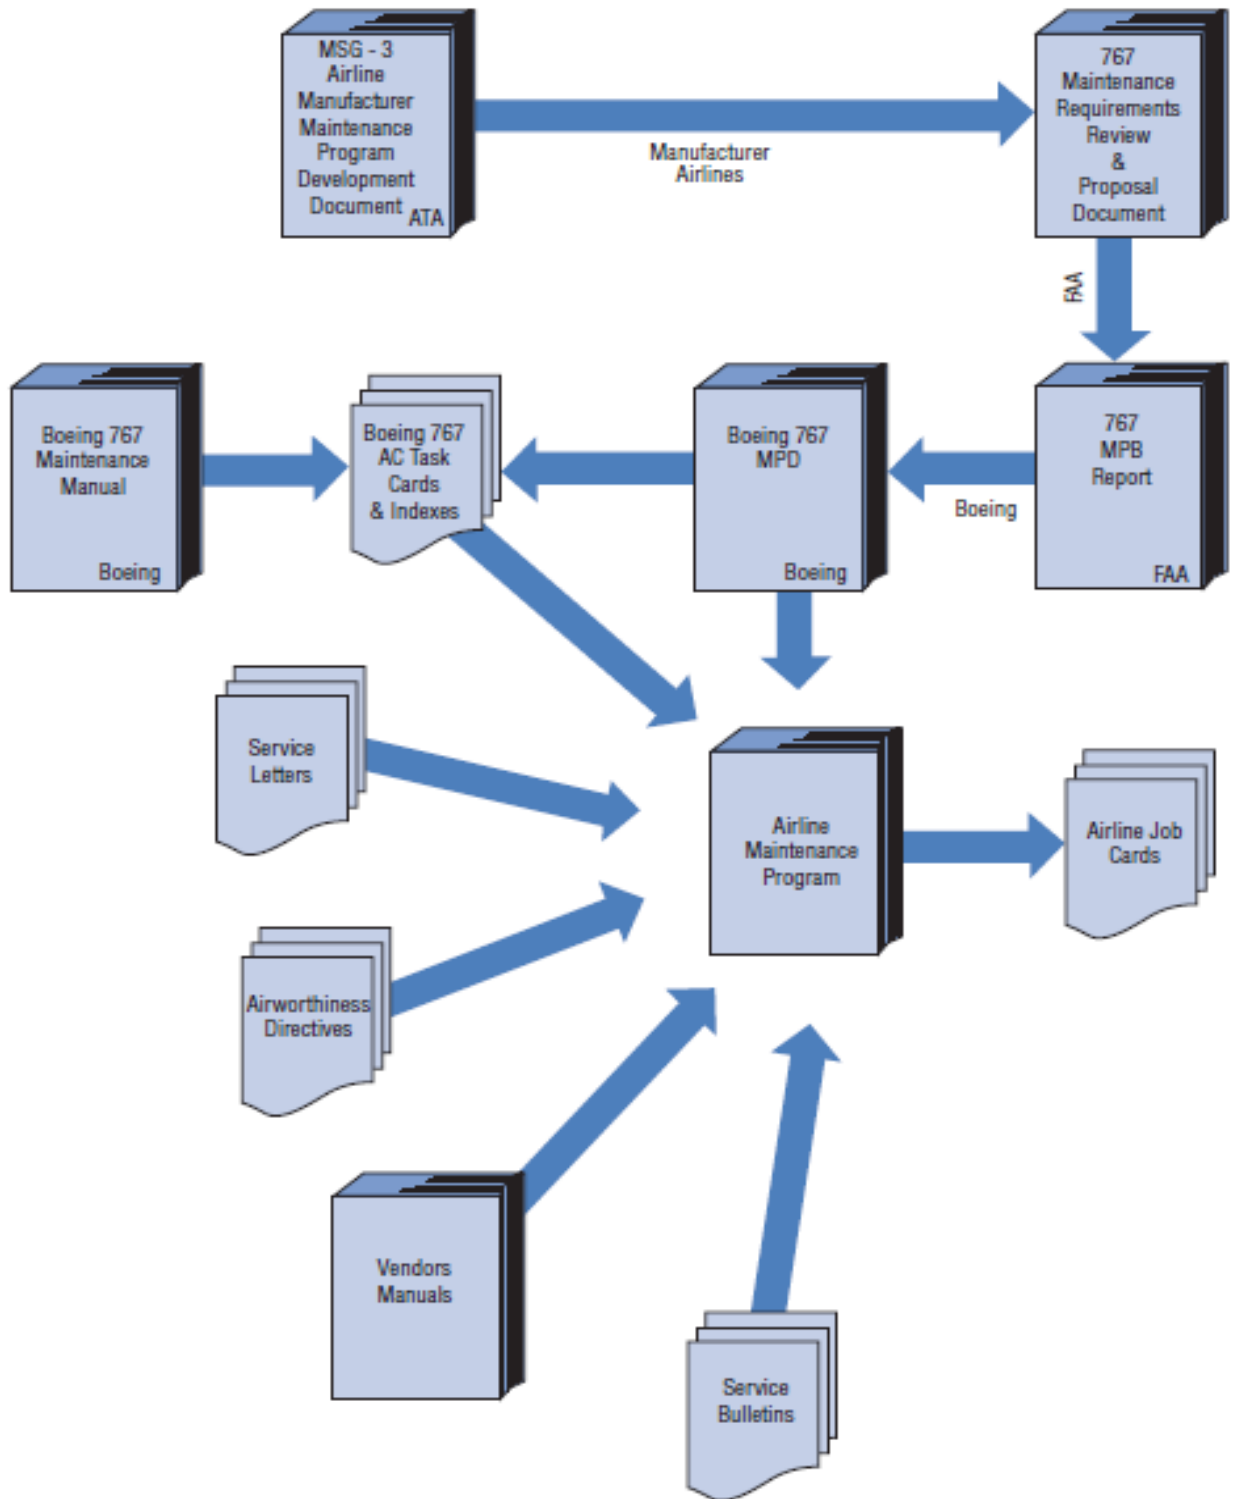 MSG - 3
Airline
Manufacturer
Maintenance
Program
Development
Document
ATA
Manufacturer
Airlines
767
Maintenance
Requirements
Review
&
Proposal
Document
FAA
Boeing 767
Maintenance
Manual
Boeing
Boeing 767
AC Task
Cards
& Indexes
Boeing 767
MPD
Boeing
Boeing
767
MPB
Report
FAA
Service
Letters
Airline
Maintenance
Program
Airline Job
Cards
Airworthiness
Directives
Vendors
Manuals
Service
Bulletins